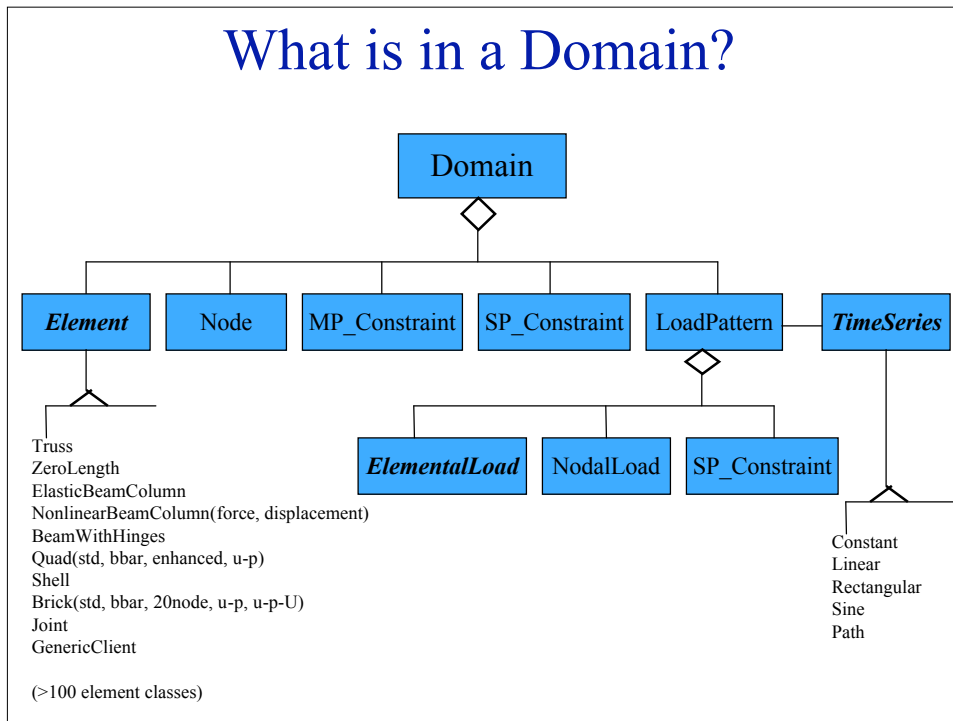 What is in a Domain?
Domain
Element
Node
MP_Constraint
SP_Constraint
LoadPattern
TimeSeries
ElementalLoad
NodalLoad
SP_Constraint
Truss
ZeroLength
ElasticBeamColumn
NonlinearBeamColumn(force, displacement)
BeamWithHinges
Quad(std, bbar, enhanced, u-p)
Shell
Brick(std, bbar, 20node, u-p, u-p-U)
Joint
GenericClient
(>100 element classes)
Constant
Linear
Rectangular
Sine
Path